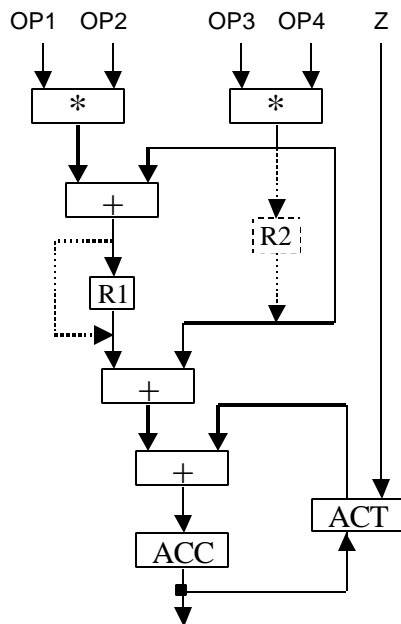 OP1 OP2 OP3 OP4 Z
* *
+
R2
R1
+
+
ACT
ACC